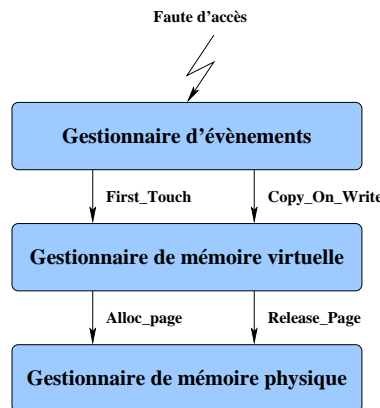 Faute d'accès
Gestionnaire d'évènements
First_Touch Copy_On_Write
Gestionnaire de mémoire virtuelle
Alloc_page Release_Page
Gestionnaire de mémoire physique